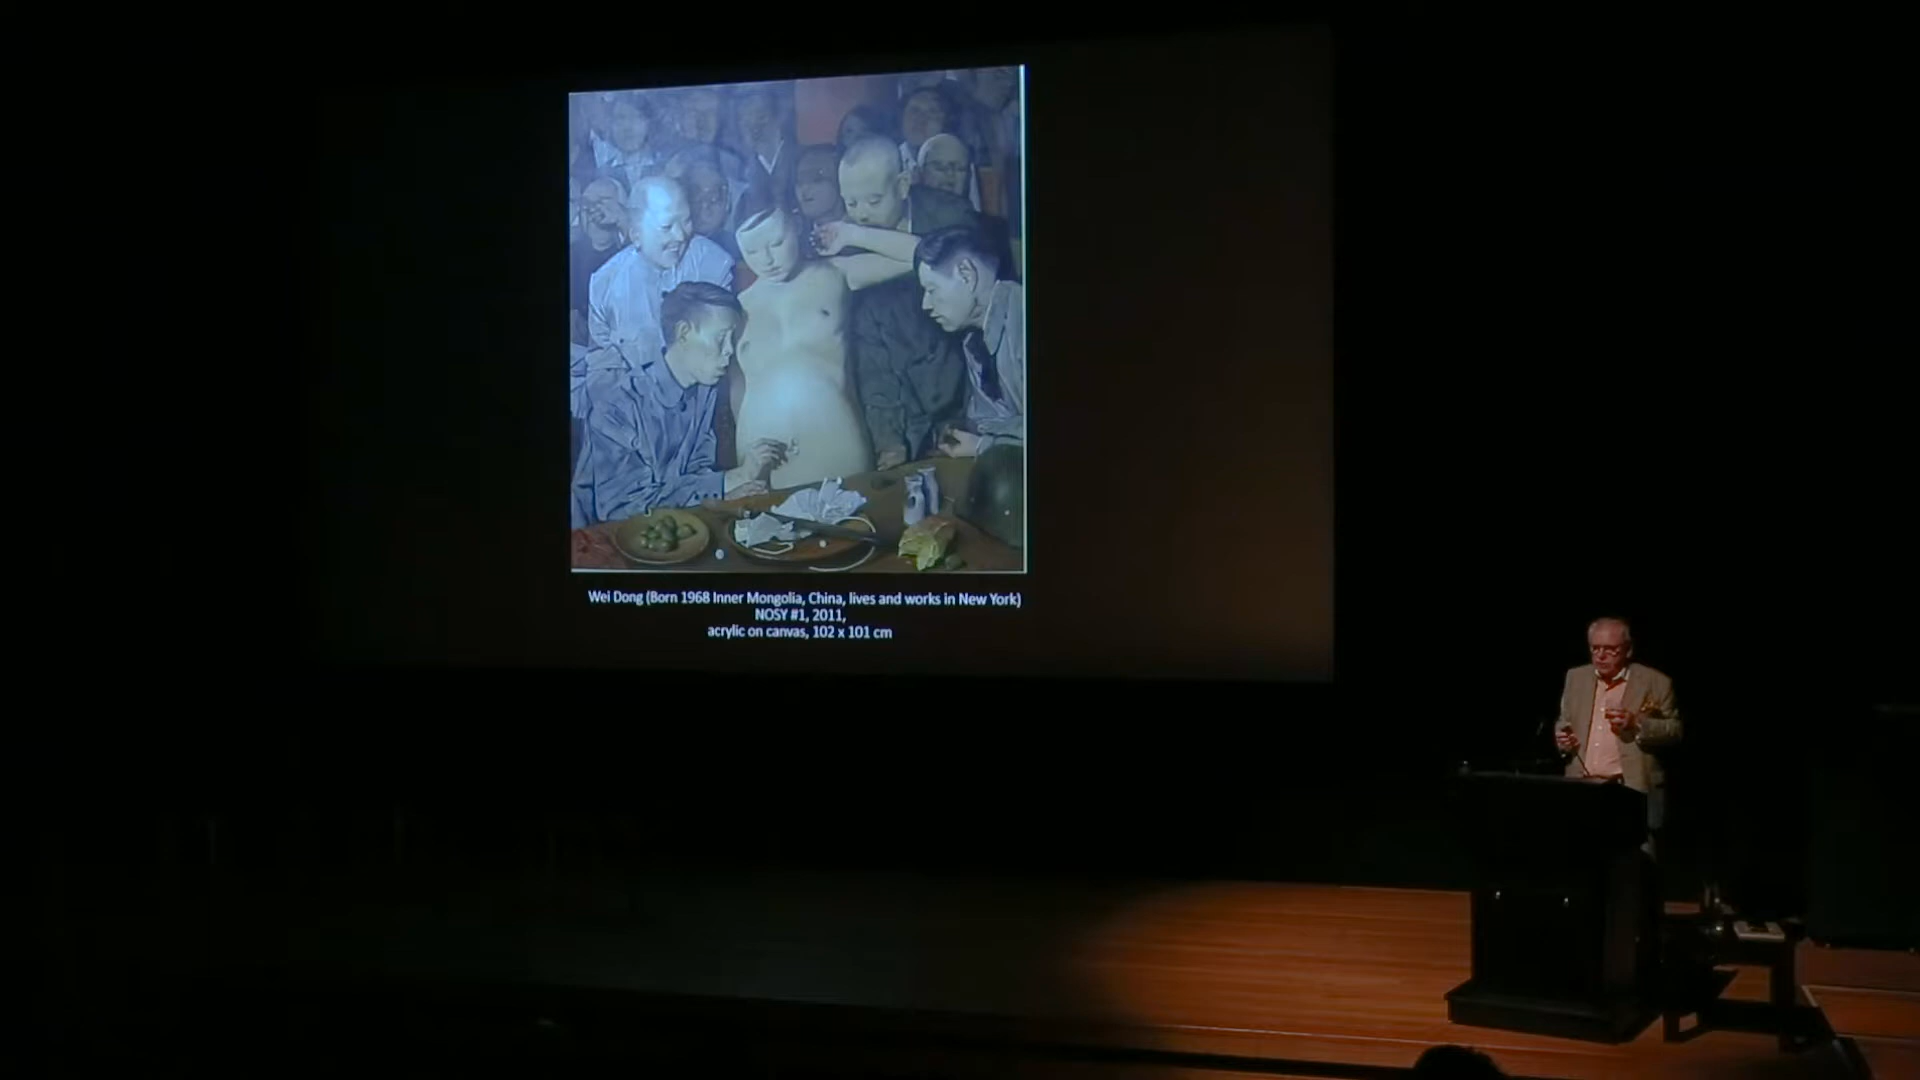 Wei Dong (Born 1968 Inner Mongolia, China, lives and works in New York)
NOSY #1, 2011,
acrylic on canvas, 102 x 101 cm